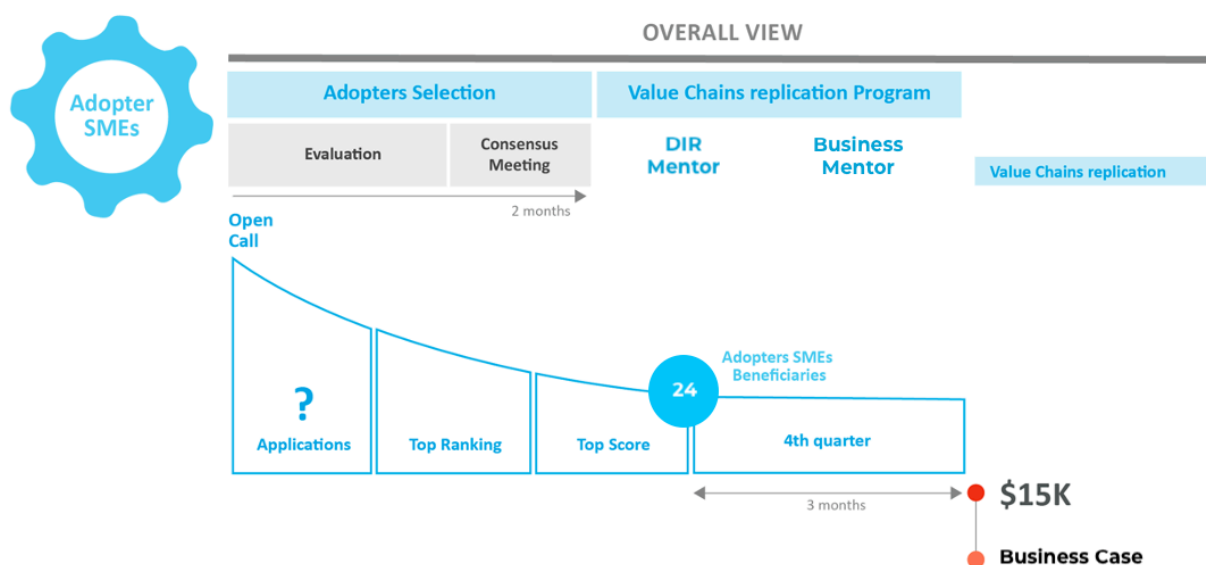 OVERALL VIEW
Adopter
SMEs
Adopters Selection
Value Chains replication Program
Evaluation
Consensus
Meeting
DIR
Mentor
Business
Mentor
Value Chains replication
2 months
Open
Call
Adopters SMEs
Beneficiaries
24
?
Applications
Top Ranking
Top Score
4th quarter
3 months
$15K
Business Case